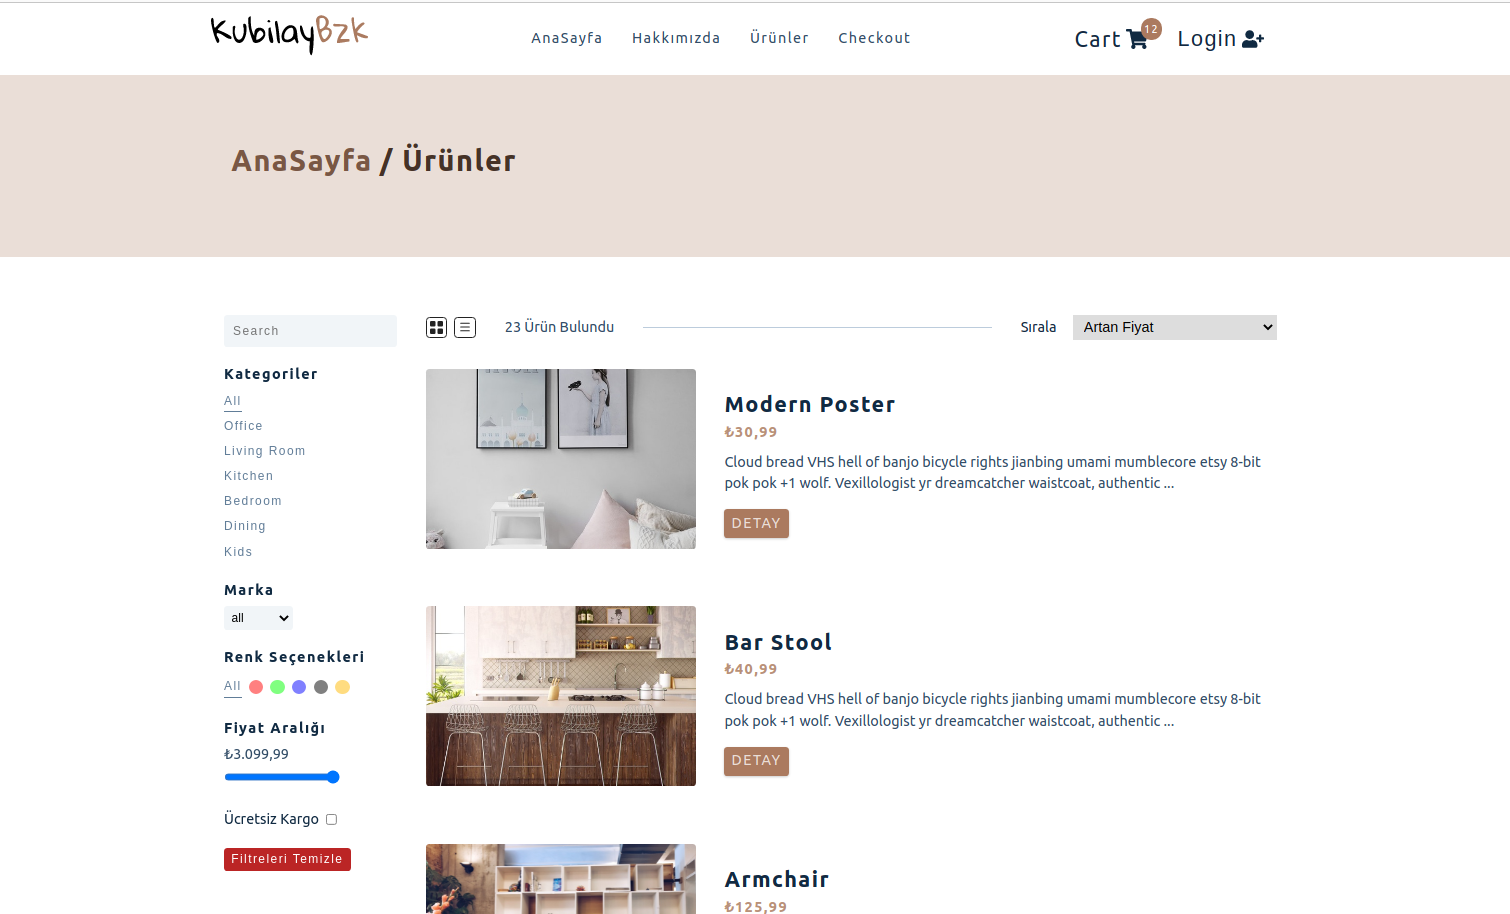 KubilayBzk
AnaSayfa Hakkımızda Ürünler Checkout
Cart 12 Login
AnaSayfa / Ürünler
Search
Kategoriler
All
Office
Living Room
Kitchen
Bedroom
Dining
Kids
Marka
all
Renk Seçenekleri
All
Fiyat Aralığı
₺3.099,99
Ücretsiz Kargo
Filtreleri Temizle
23 Ürün Bulundu
Sırala Artan Fiyat
Modern Poster
₺30,99
Cloud bread VHS hell of banjo bicycle rights jianbing umami mumblecore etsy 8-bit
pok pok +1 wolf. Vexillologist yr dreamcatcher waistcoat, authentic ...
DETAY
Bar Stool
₺40,99
Cloud bread VHS hell of banjo bicycle rights jianbing umami mumblecore etsy 8-bit
pok pok +1 wolf. Vexillologist yr dreamcatcher waistcoat, authentic ...
DETAY
Armchair
₺125,99